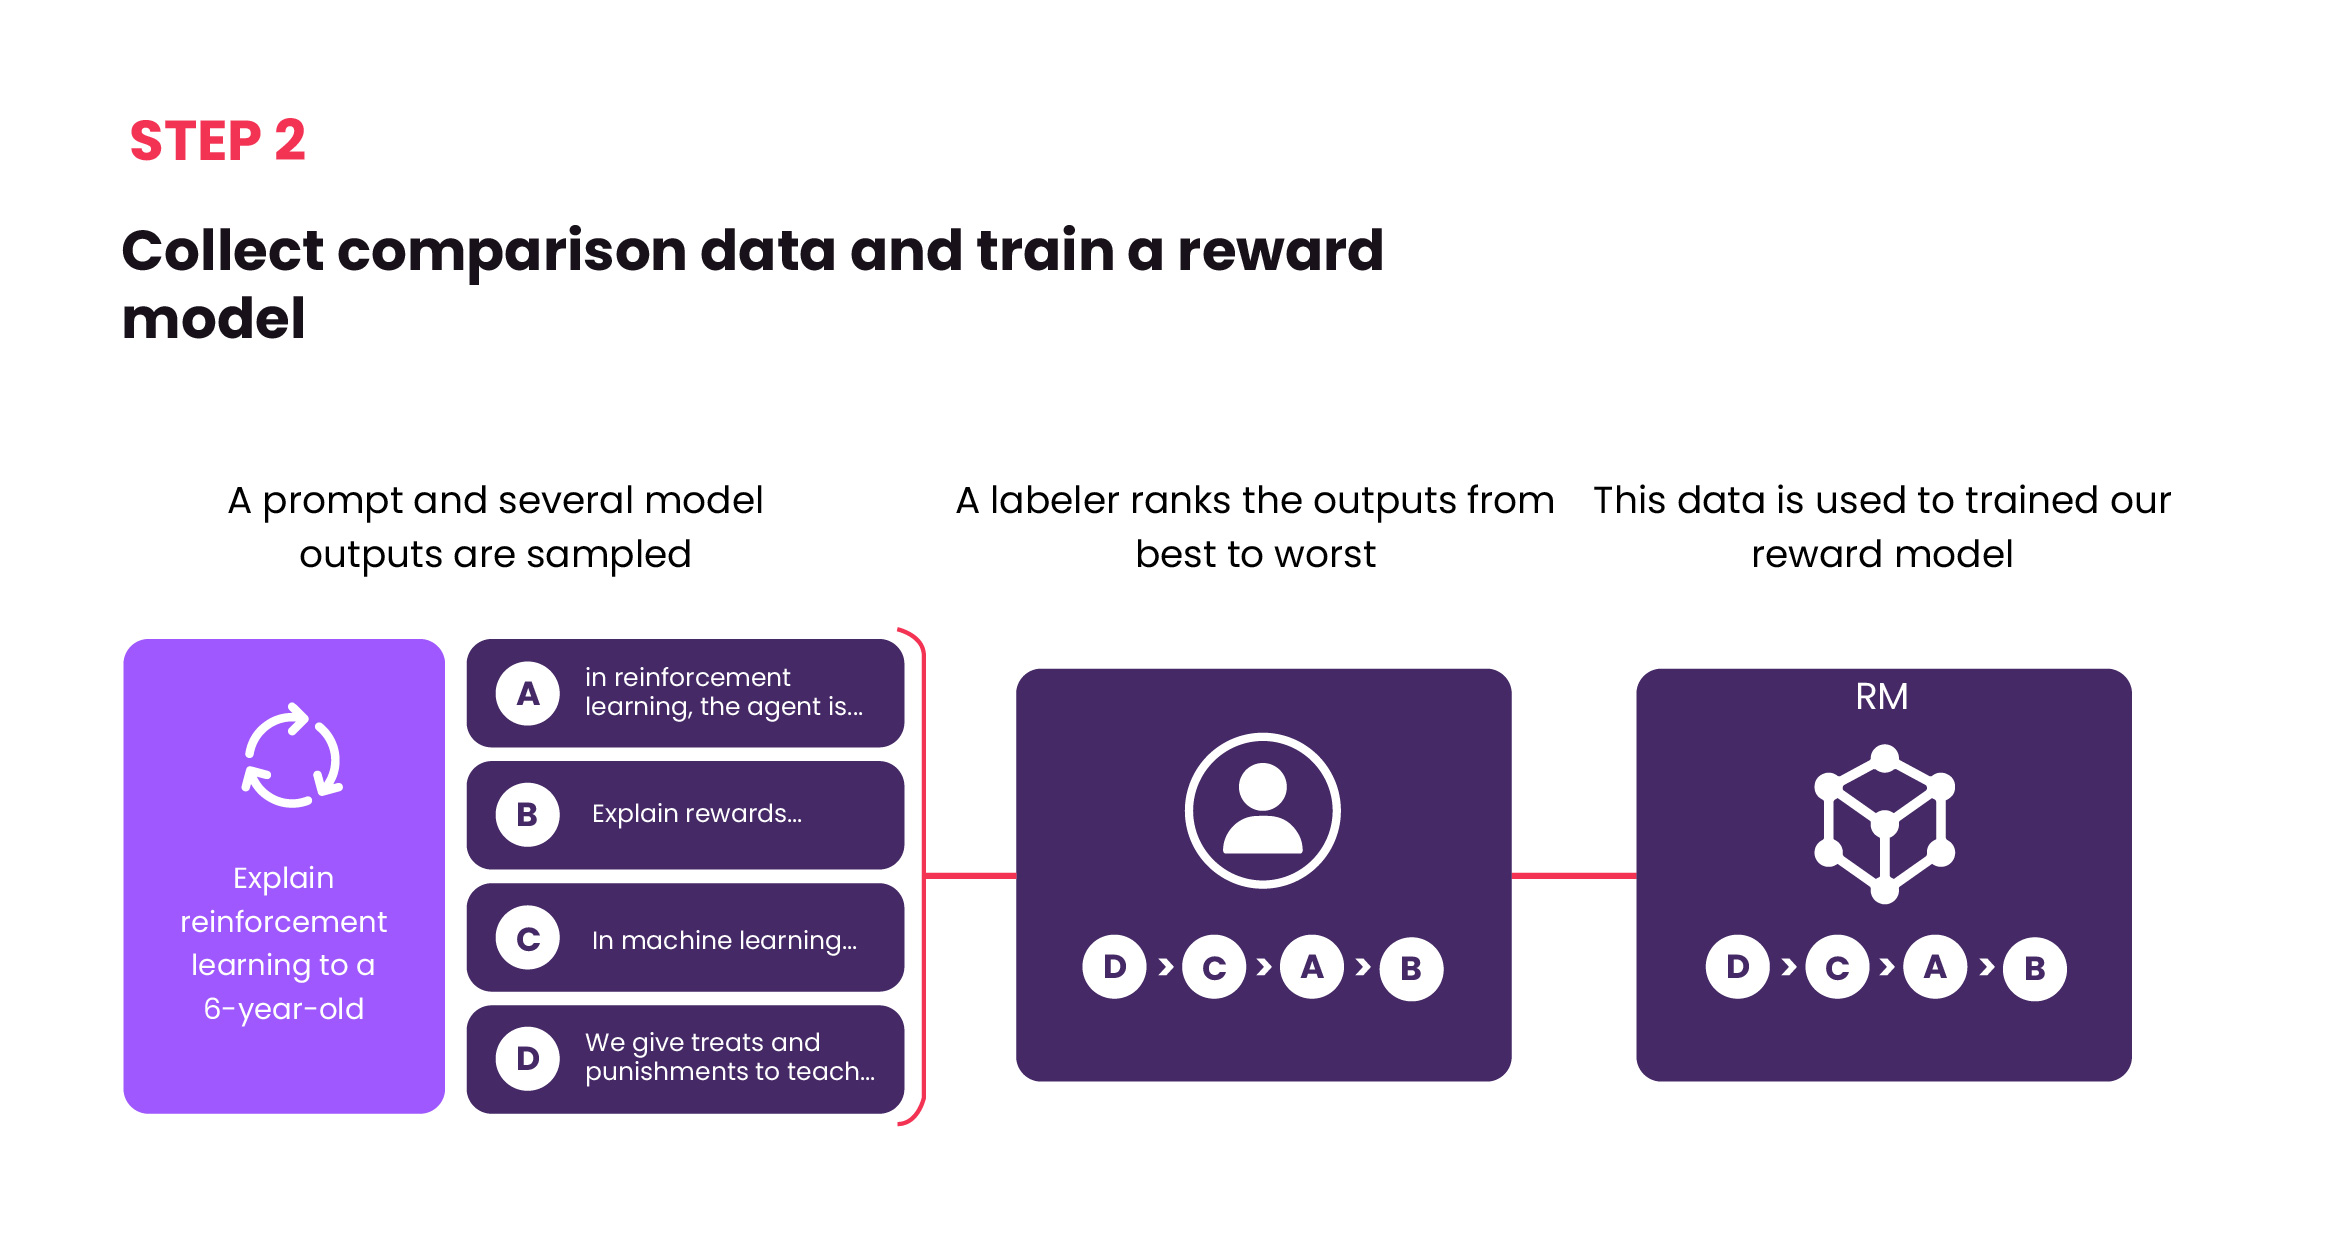 STEP 2
Collect comparison data and train a reward
model
A prompt and several model
outputs are sampled
Explain
reinforcement
learning to a
6-year-old
A
in reinforcement
learning, the agent is...
B
Explain rewards...
C
In machine learning...
D
We give treats and
punishments to teach...
A labeler ranks the outputs from
best to worst
D > C > A > B
This data is used to trained our
reward model
RM
D > C > A > B